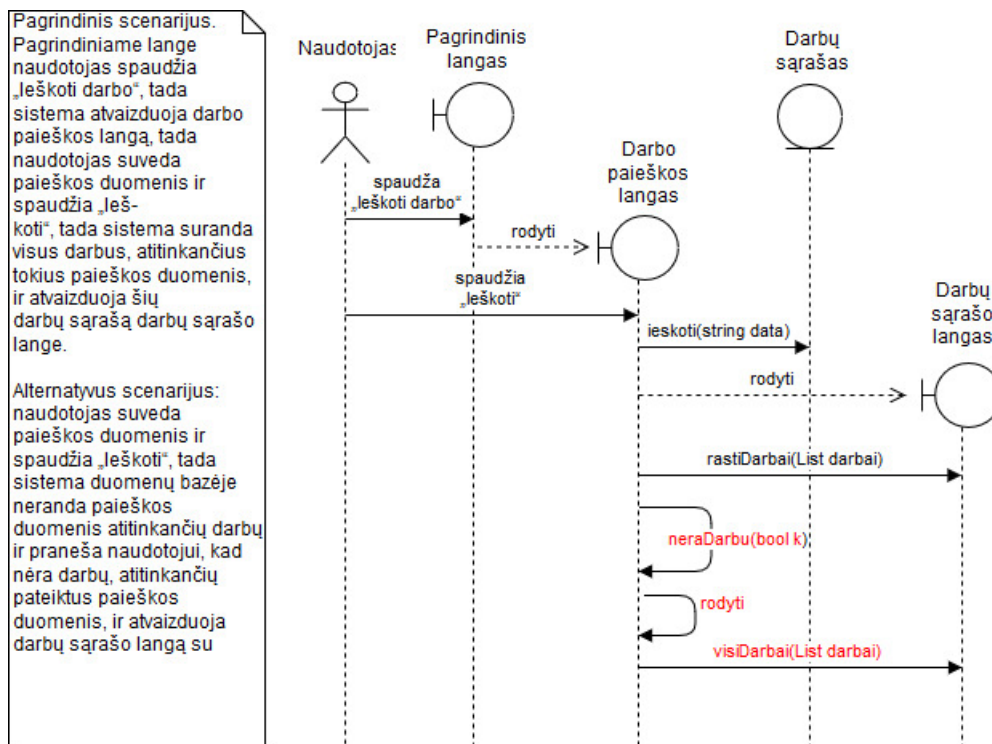 Pagrindinis scenarijus.
Pagrindiniame lange
naudotojas spaudžia
„Ieškoti darbo“, tada
sistema atvaizduoja darbo
paieškos langą, tada
naudotojas suveda
paieškos duomenis ir
spaudžia „Ieš-
koti“, tada sistema suranda
visus darbus, atitinkančius
tokius paieškos duomenis,
ir atvaizduoja šių
darbų sąrašą darbų sąrašo
lange.
Alternatyvus scenarijus:
naudotojas suveda
paieškos duomenis ir
spaudžia „Ieškoti“, tada
sistema duomenų bazėje
neranda paieškos
duomenis atitinkančių darbų
ir praneša naudotojui, kad
nėra darbų, atitinkančių
pateiktus paieškos
duomenis, ir atvaizduoja
darbų sąrašo langą su
Naudotojas
Pagrindinis
langas
Darbų
sąrašas
Darbo
paieškos
langas
spaudža
„Ieškoti darbo“
rodyti
spaudžia
„Ieškoti“
Darbų
sąrašo
langas
ieskoti(string data)
rodyti
rastiDarbai(List darbai)
neraDarbu(bool k)
rodyti
visiDarbai(List darbai)